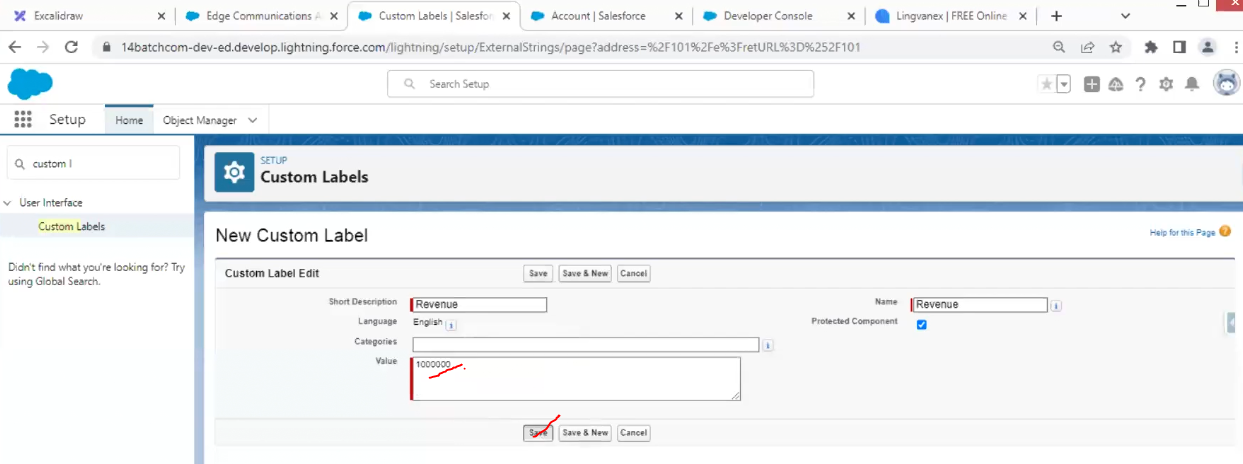 Excalidraw
Edge Communications A
Custom Labels | Salesfor
Account | Salesforce
Developer Console
Lingvanex | FREE Online
14batchcom-dev-ed.develop.lightning.force.com/lightning/setup/ExternalStrings/page?address=%2F101%2Fe%3FretURL%3D%252F101
Search Setup
Setup Home Object Manager
custom l
User Interface
Custom Labels
Didn't find what you're looking for? Try
using Global Search.
SETUP
Custom Labels
New Custom Label
Help for this Page
Custom Label Edit Save Save & New Cancel
Short Description Revenue Name Revenue
Language English Protected Component
Categories
Value 1000000
Save Save & New Cancel